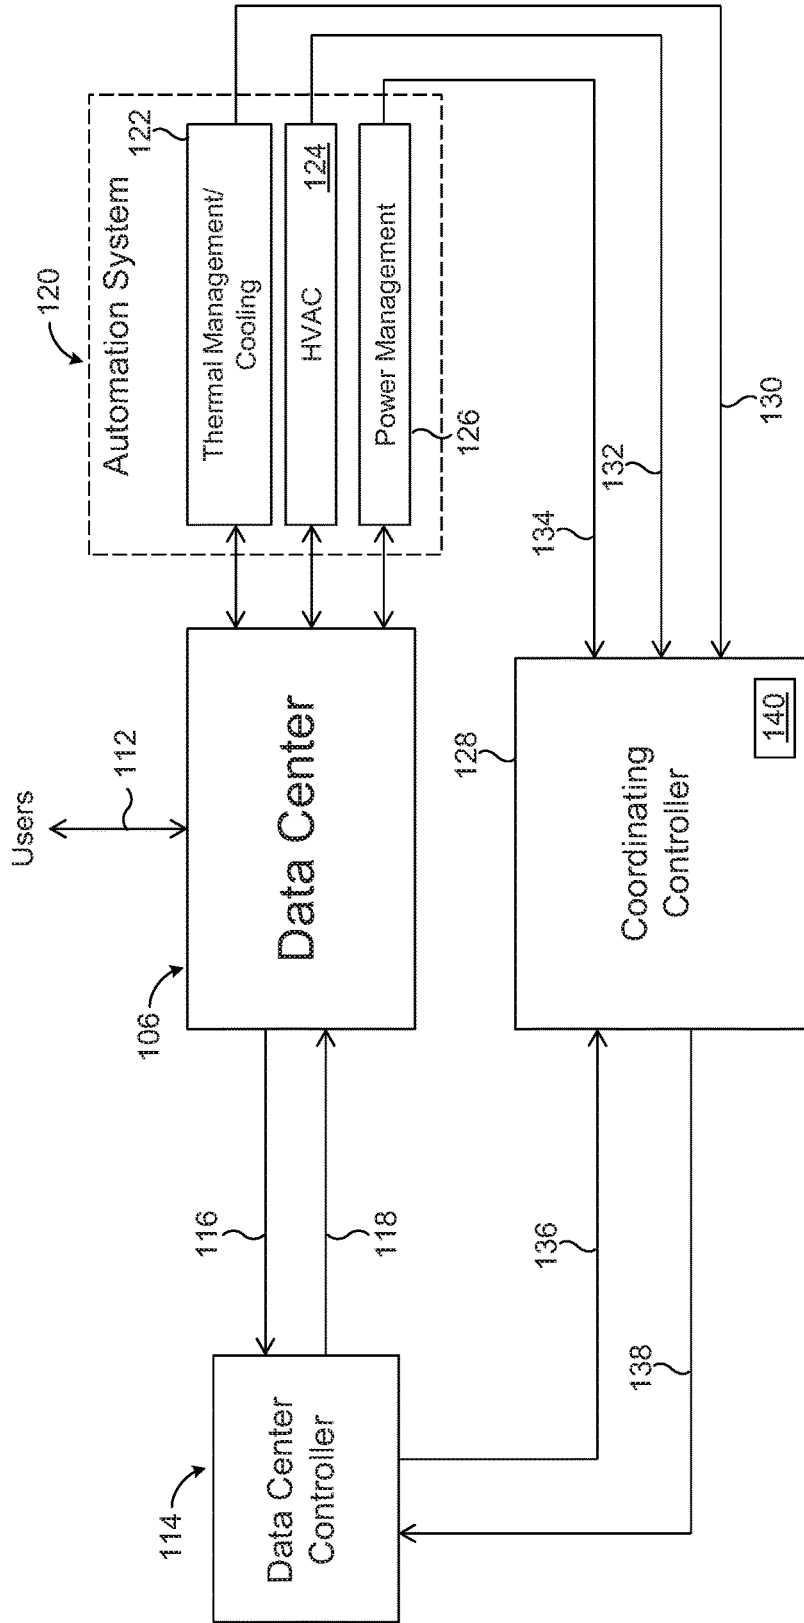 Users
112
106
Data Center
116
118
114
Data Center
Controller
120
Automation System
122
Thermal Management/
Cooling
HVAC
124
Power Management
126
134
132
130
128
Coordinating
Controller
140
136
138